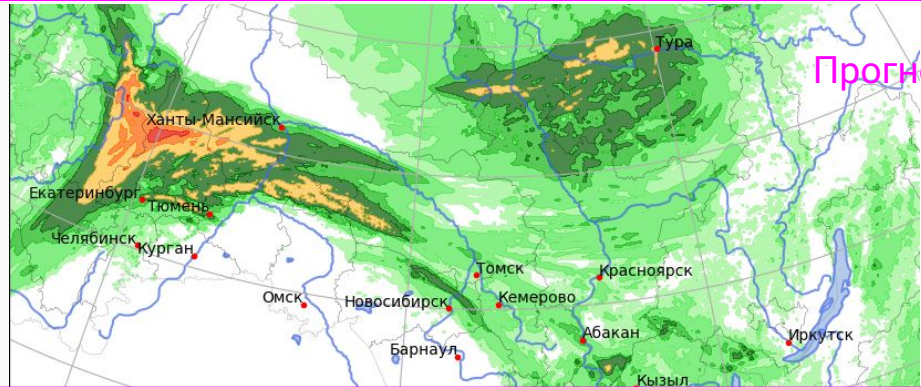 Тура
Прогн
Ханты-Мансийск
Екатеринбург
Тюмень
Челябинск
Курган
Томск
Красноярск
Омск
Новосибирск
Кемерово
Абакан
Иркутск
Барнаул
Кызыл